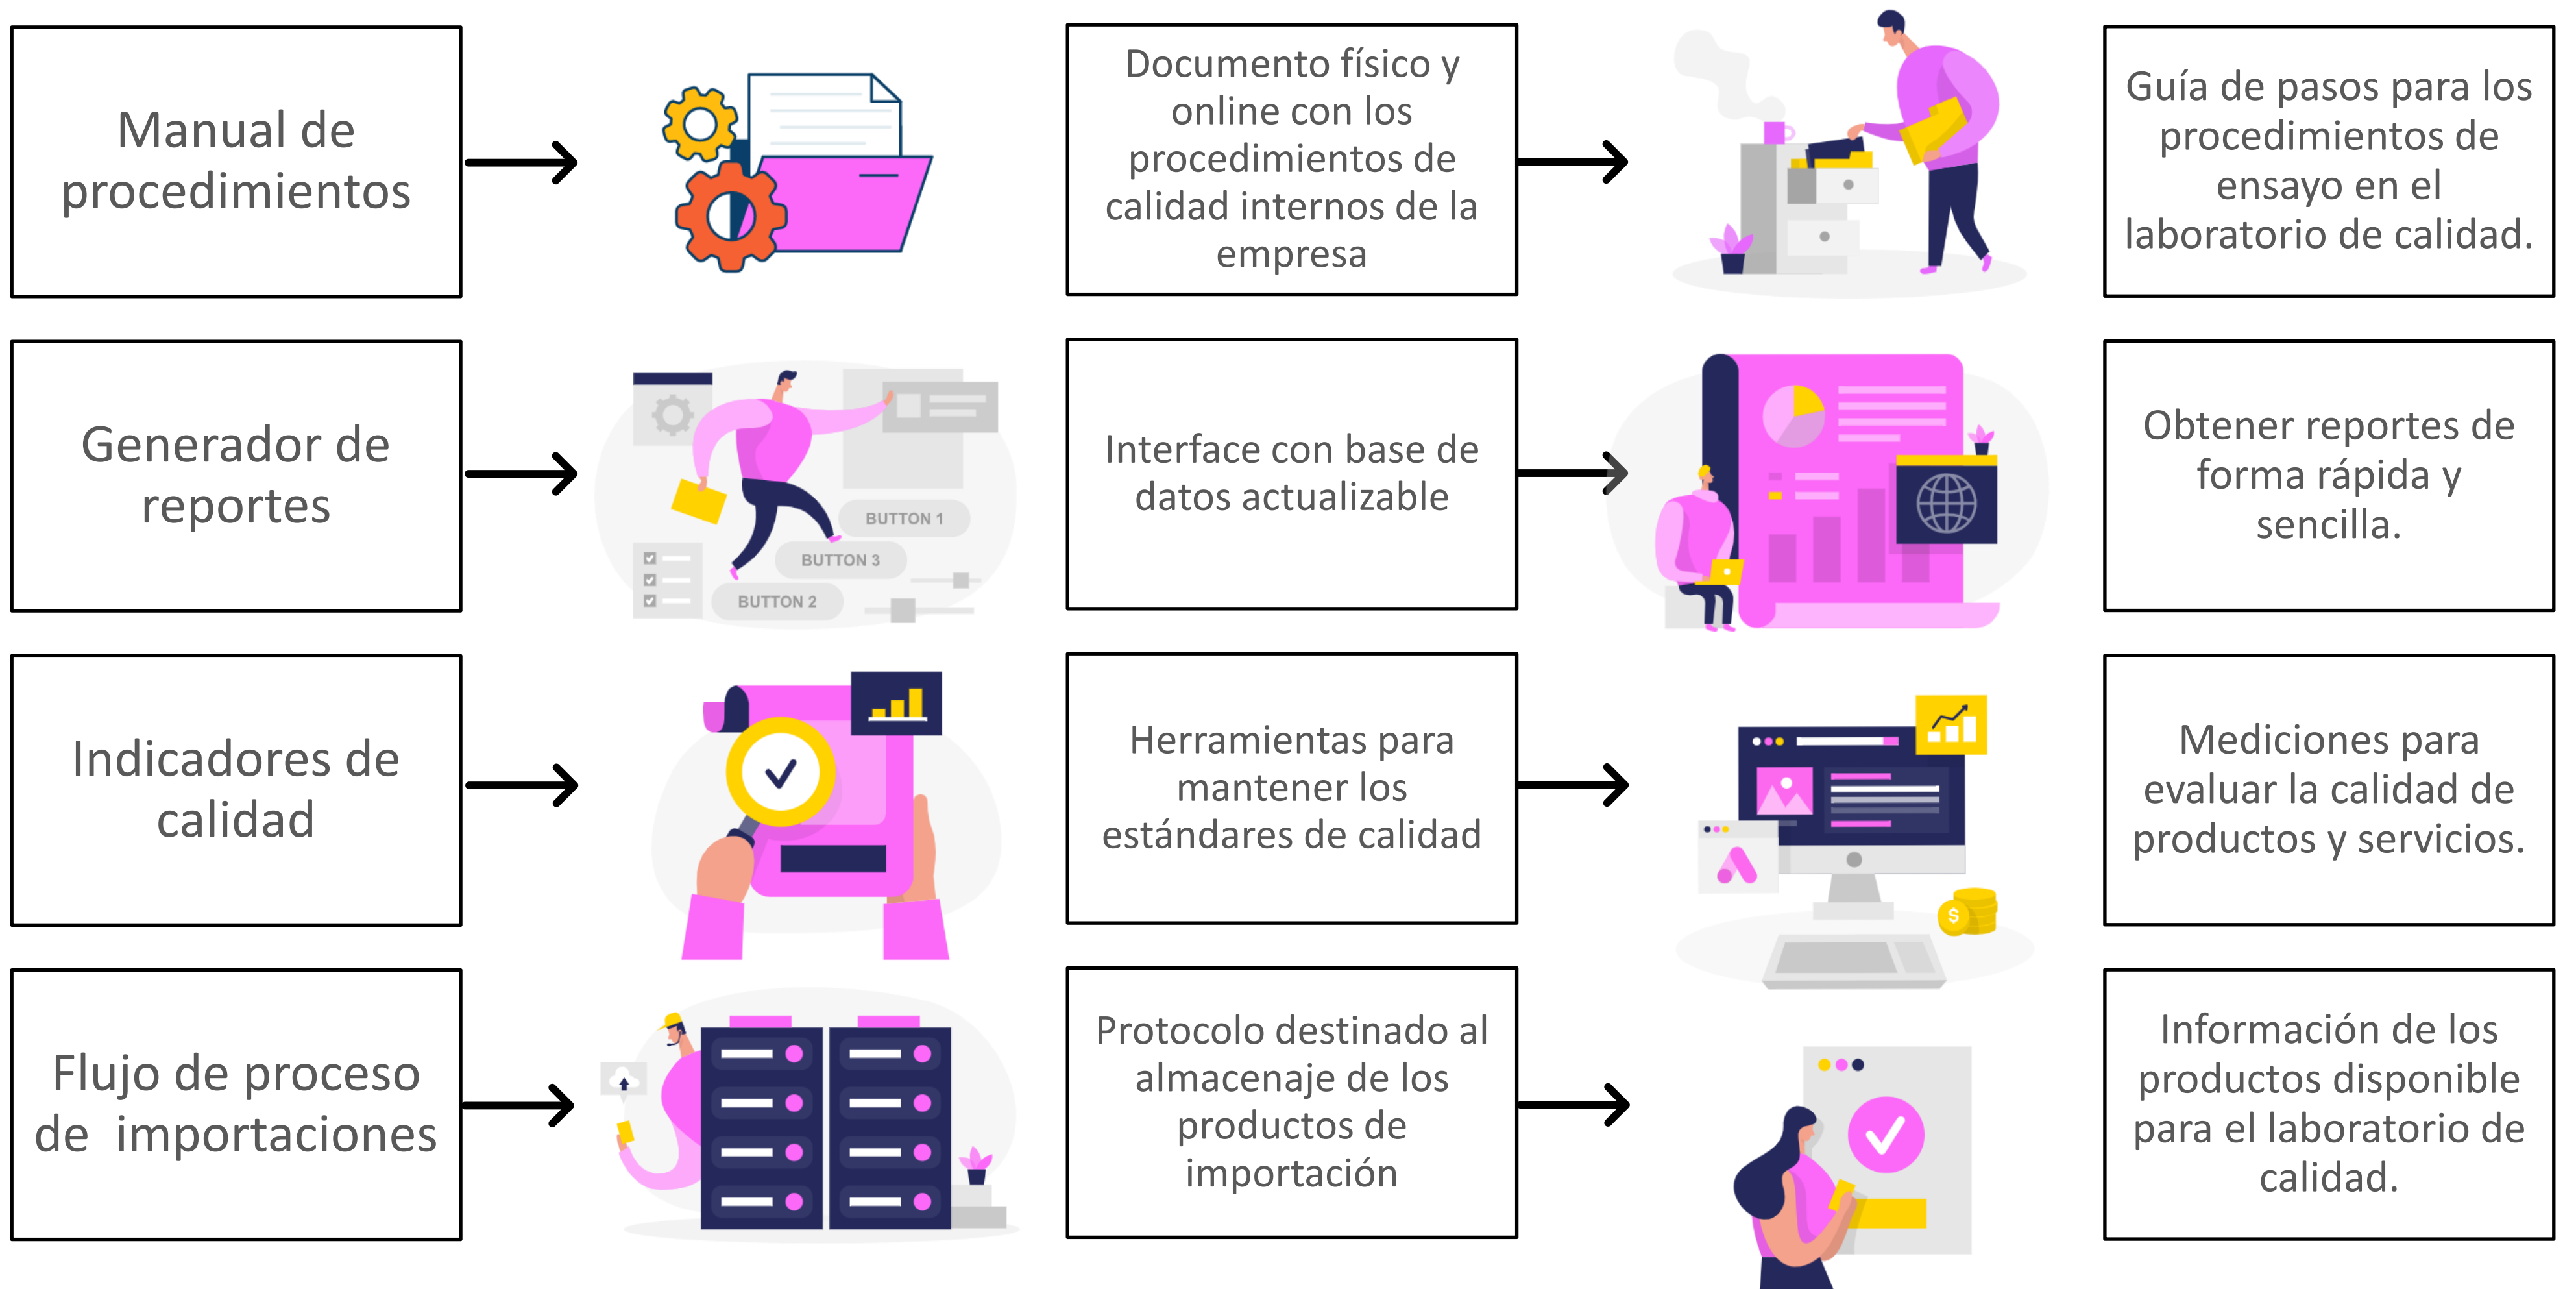 Manual de
procedimientos
Documento físico y
online con los
procedimientos de
calidad internos de la
empresa
Guía de pasos para los
procedimientos de
ensayo en el
laboratorio de calidad.
Generador de
reportes
BUTTON 1
BUTTON 3
BUTTON 2
Interface con base de
datos actualizable
Obtener reportes de
forma rápida y
sencilla.
Indicadores de
calidad
Herramientas para
mantener los
estándares de calidad
$
Mediciones para
evaluar la calidad de
productos y servicios.
Flujo de proceso
de importaciones
Protocolo destinado al
almacenaje de los
productos de
importación
Información de los
productos disponible
para el laboratorio de
calidad.